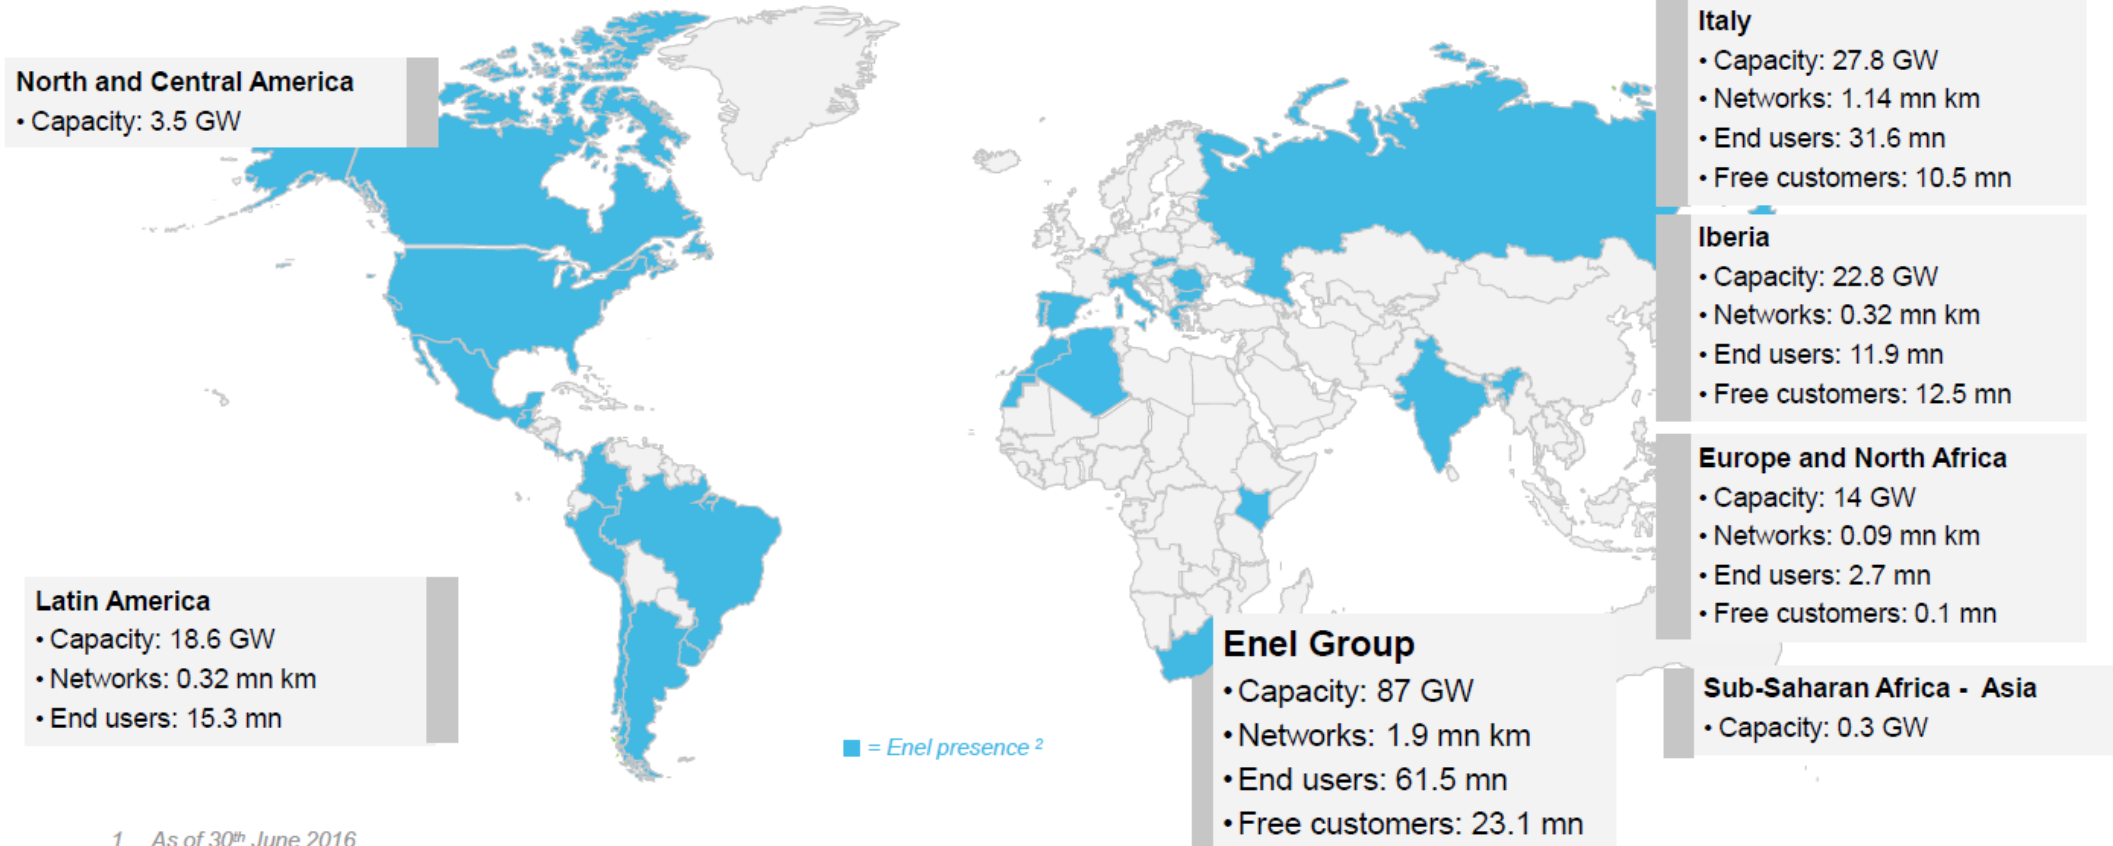 North and Central America
• Capacity: 3.5 GW
Latin America
• Capacity: 18.6 GW
• Networks: 0.32 mn km
• End users: 15.3 mn
= Enel presence ²
1 As of 30th June 2016
Enel Group
• Capacity: 87 GW
• Networks: 1.9 mn km
• End users: 61.5 mn
• Free customers: 23.1 mn
Italy
• Capacity: 27.8 GW
• Networks: 1.14 mn km
• End users: 31.6 mn
• Free customers: 10.5 mn
Iberia
• Capacity: 22.8 GW
• Networks: 0.32 mn km
• End users: 11.9 mn
• Free customers: 12.5 mn
Europe and North Africa
• Capacity: 14 GW
• Networks: 0.09 mn km
• End users: 2.7 mn
• Free customers: 0.1 mn
Sub-Saharan Africa - Asia
• Capacity: 0.3 GW